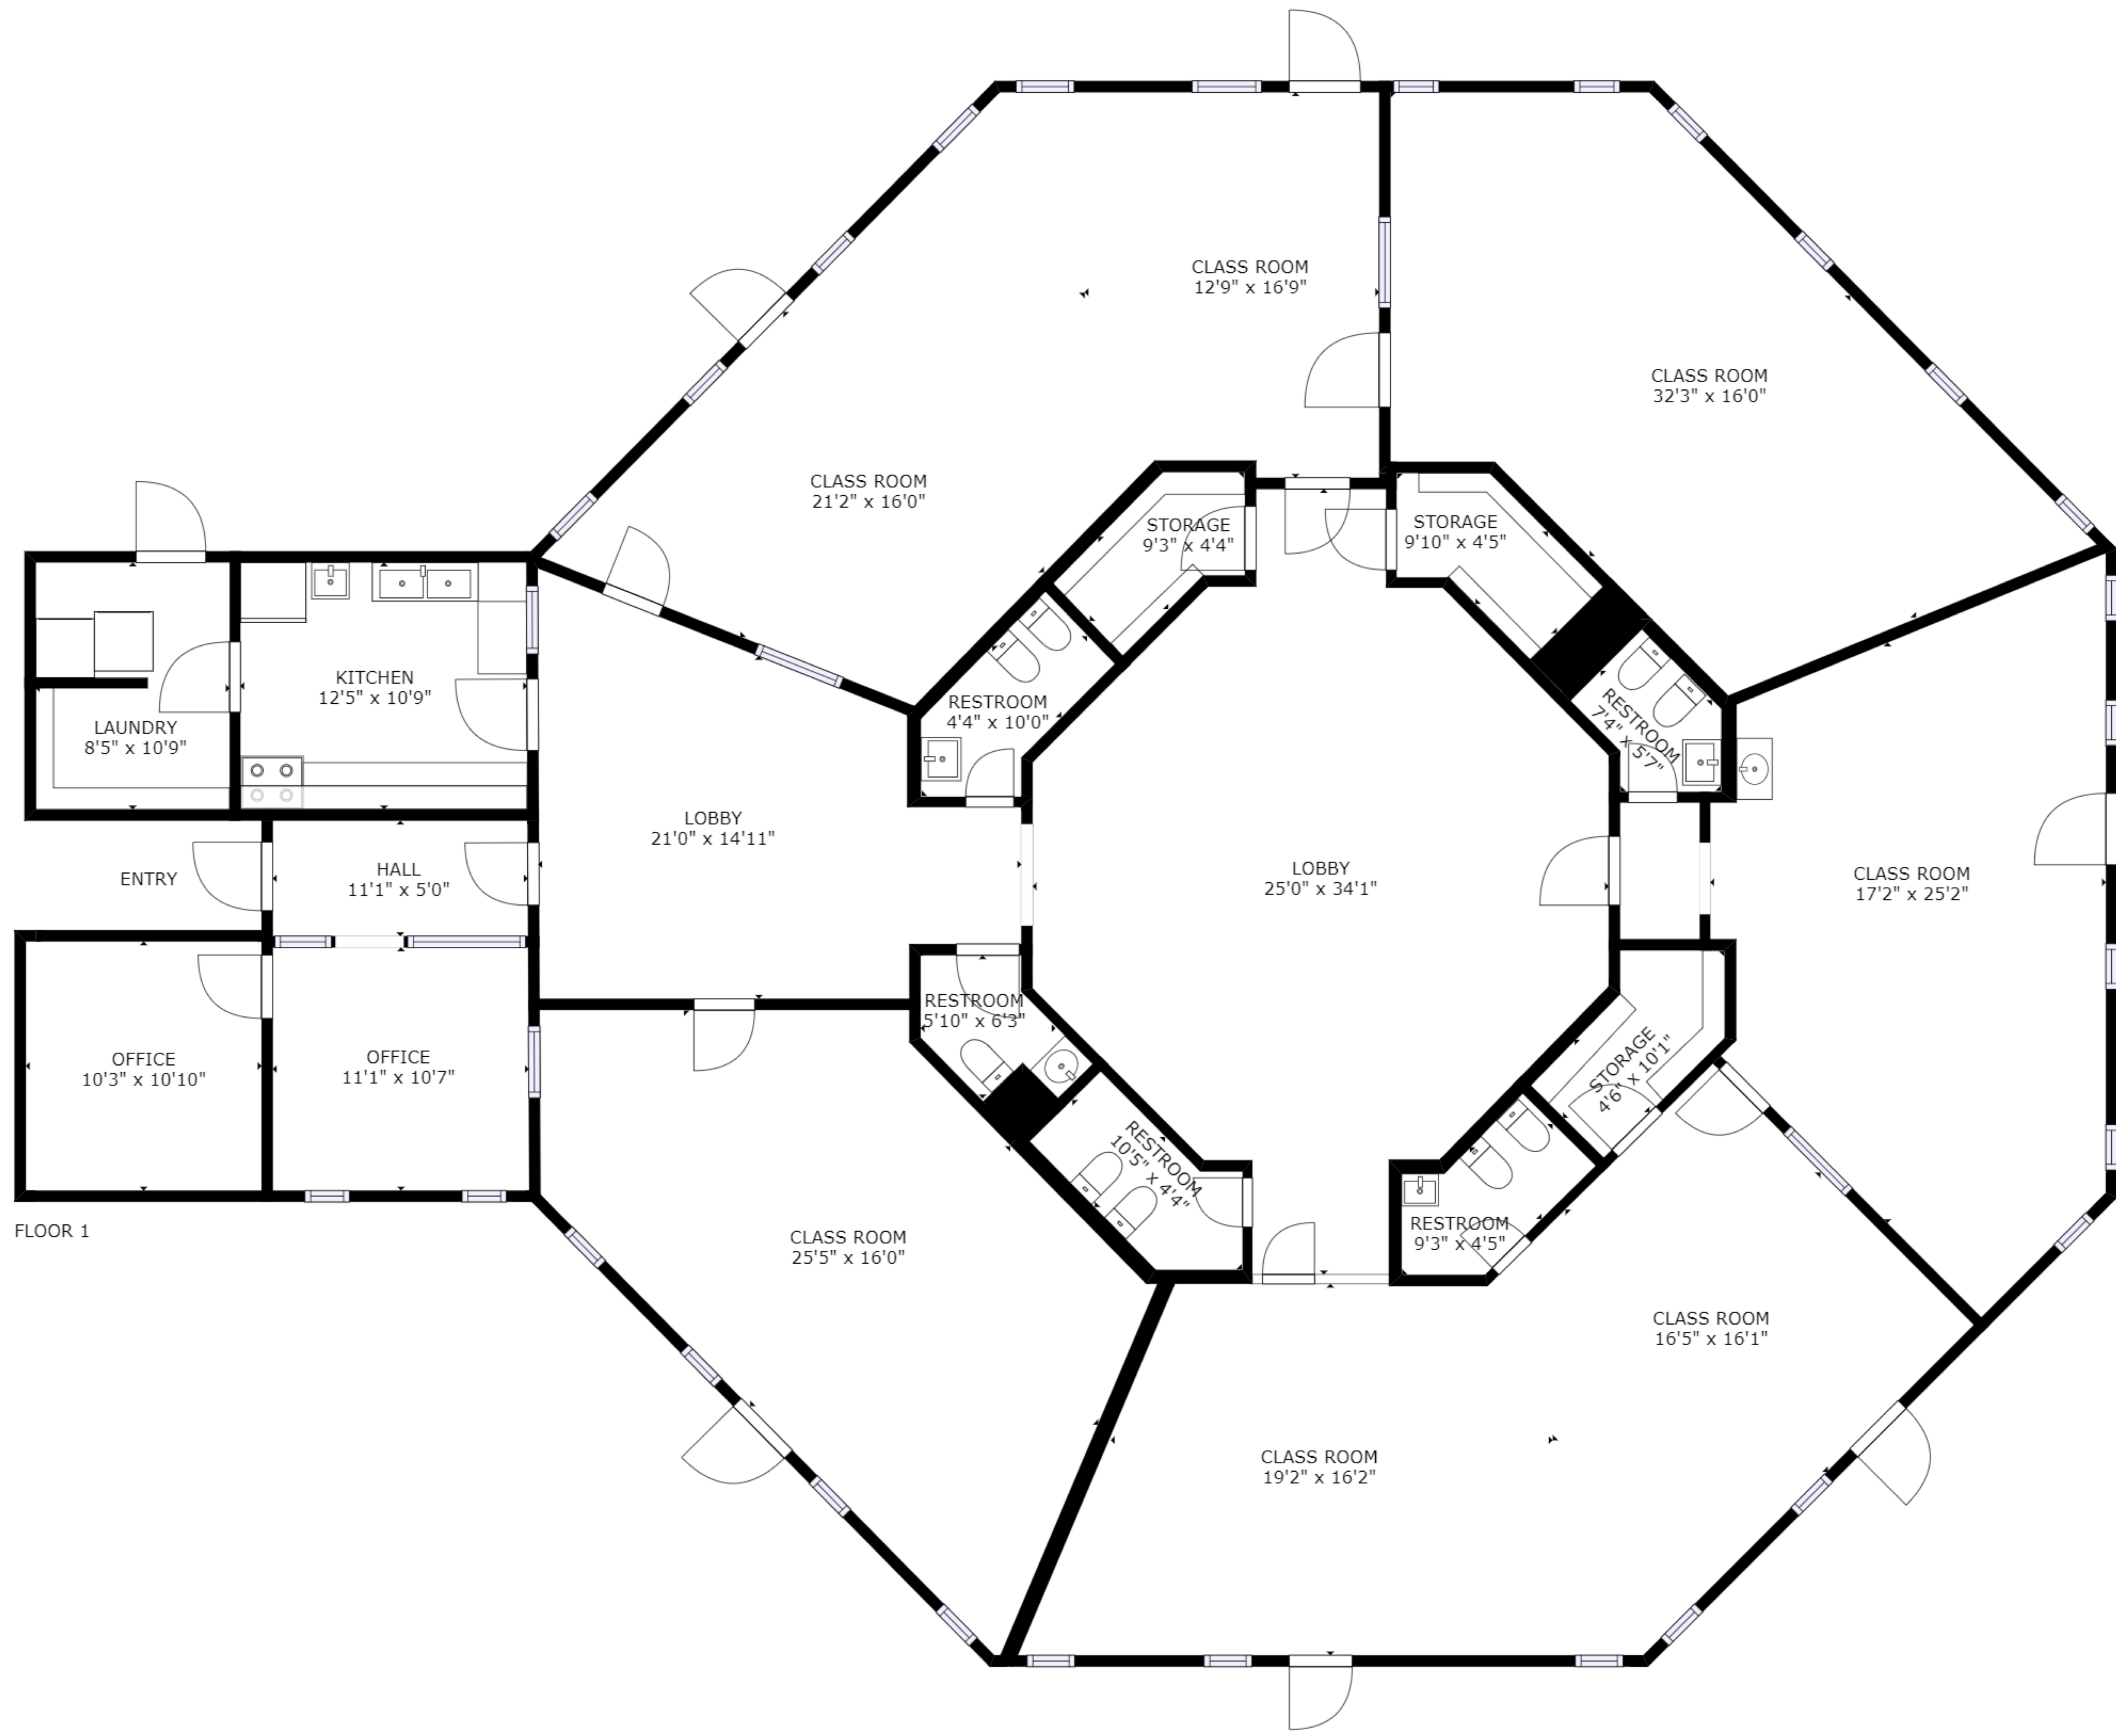 CLASS ROOM
12'9" x 16'9"
CLASS ROOM
32'3" x 16'0"
CLASS ROOM
21'2" x 16'0"
STORAGE
9'3" x 4'4"
STORAGE
9'10" x 4'5"
KITCHEN
12'5" x 10'9"
RESTROOM
4'4" x 10'0"
RESTROOM
7'4" x 5'7"
LAUNDRY
8'5" x 10'9"
LOBBY
21'0" x 14'11"
ENTRY
HALL
11'1" x 5'0"
LOBBY
25'0" x 34'1"
CLASS ROOM
17'2" x 25'2"
RESTROOM
5'10" x 6'3"
OFFICE
10'3" x 10'10"
OFFICE
11'1" x 10'7"
STORAGE
4'6" x 10'1"
RESTROOM
10'5" x 4'4"
FLOOR 1
CLASS ROOM
25'5" x 16'0"
RESTROOM
9'3" x 4'5"
CLASS ROOM
16'5" x 16'1"
CLASS ROOM
19'2" x 16'2"